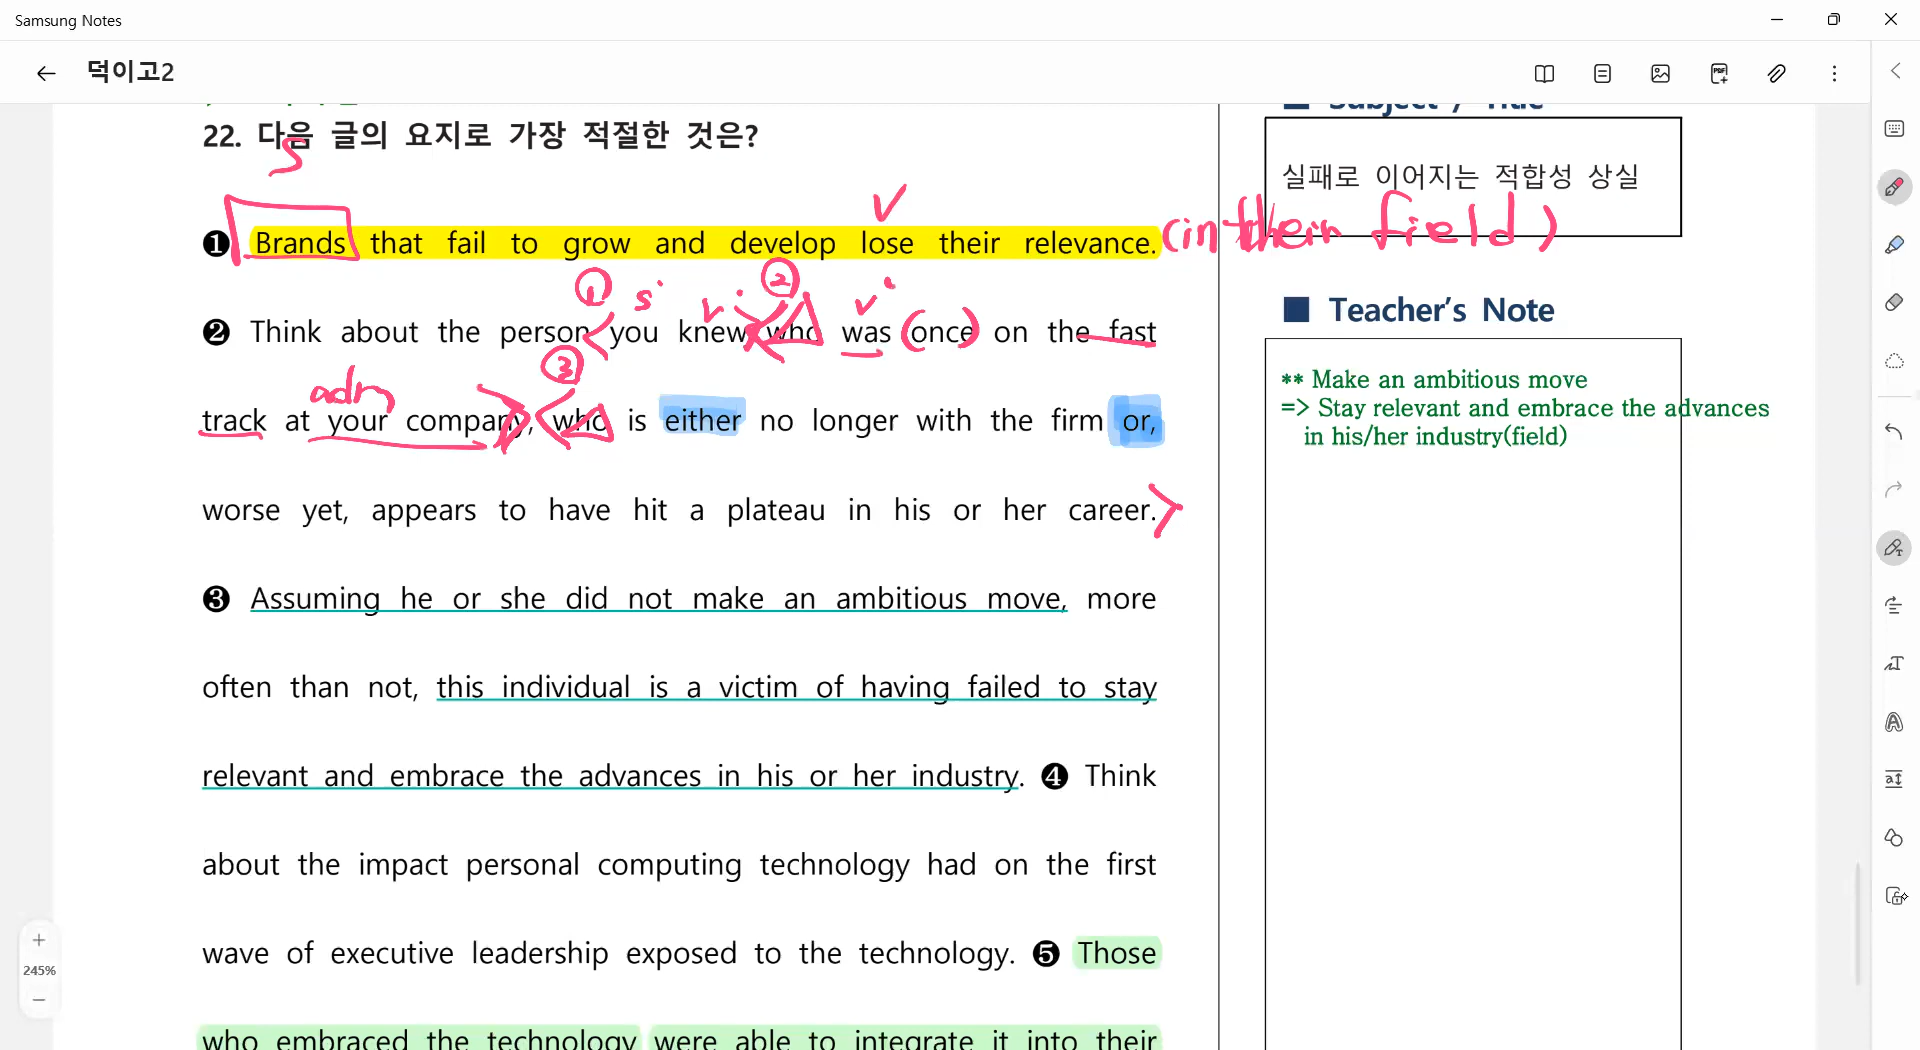 Samsung Notes
덕이고2
22. 다음 글의 요지로 가장 적절한 것은?
S
V
❶ Brands that fail to grow and develop lose their relevance. (in their field)
① s' v' ② v'
❷ Think about the person you knew who was (once) on the fast
③
track at your company, who is either no longer with the firm or,
worse yet, appears to have hit a plateau in his or her career.
❸ Assuming he or she did not make an ambitious move, more
often than not, this individual is a victim of having failed to stay
relevant and embrace the advances in his or her industry. ❹ Think
about the impact personal computing technology had on the first
wave of executive leadership exposed to the technology. ❺ Those
who embraced the technology were able to integrate it into their
■ Subject / Title
실패로 이어지는 적합성 상실
■ Teacher's Note
** Make an ambitious move
=> Stay relevant and embrace the advances
in his/her industry(field)
245%